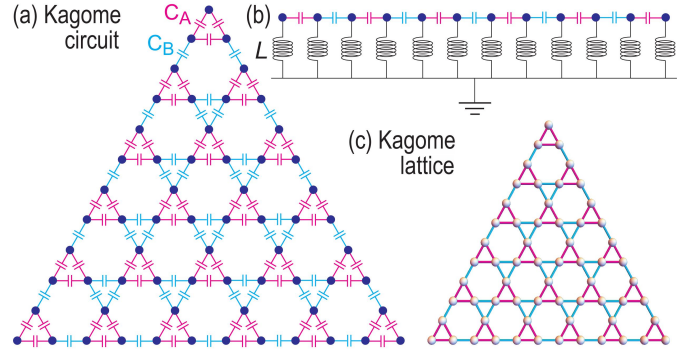 (a) Kagome
circuit
C_A
C_B
(b)
L
(c) Kagome
lattice